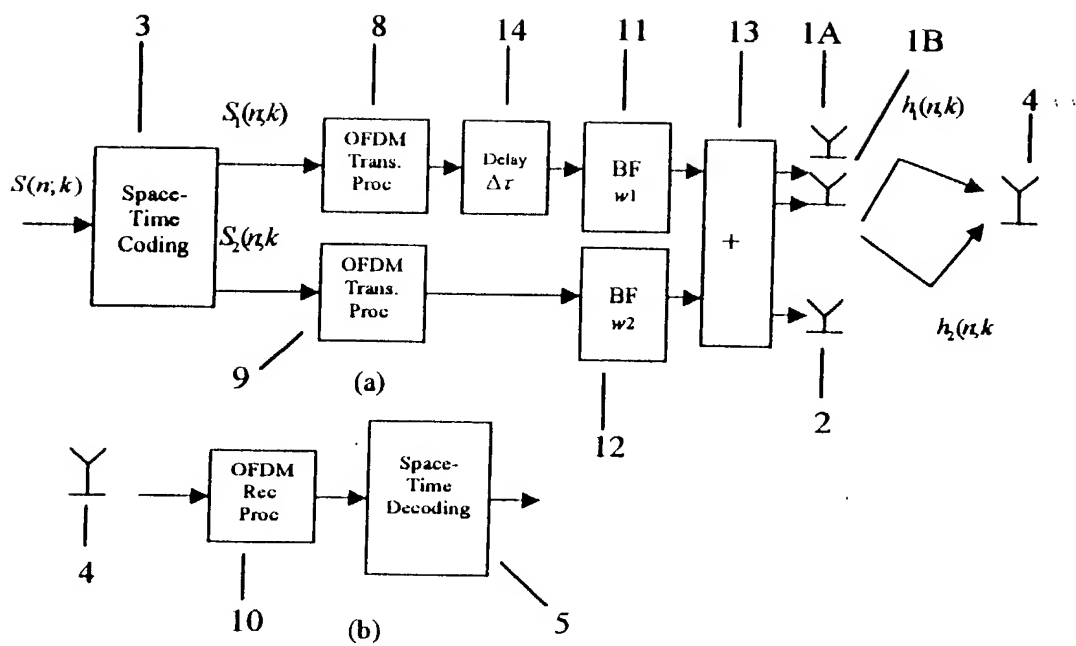 3 8 14 11 13 1A 1B
S(n,k)
Space-
Time
Coding
S₁(n,k)
S₂(n,k
OFDM
Trans.
Proc
Delay
Δτ
BF
w1
OFDM
Trans.
Proc
BF
w2
+
h₁(n,k)
4
h₂(n,k
9
(a)
12
2
4
OFDM
Rec
Proc
Space-
Time
Decoding
10
(b)
5